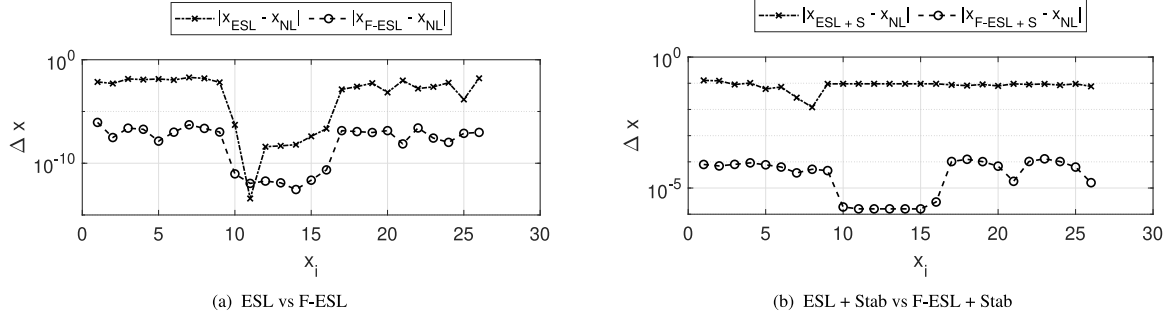 |x_ESL - x_NL| |x_F-ESL - x_NL|
10^0
10^-10
Δ x
0 5 10 15 20 25 30
x_i
(a) ESL vs F-ESL
|x_ESL + S - x_NL| |x_F-ESL + S - x_NL|
10^0
10^-5
Δ x
0 5 10 15 20 25 30
x_i
(b) ESL + Stab vs F-ESL + Stab